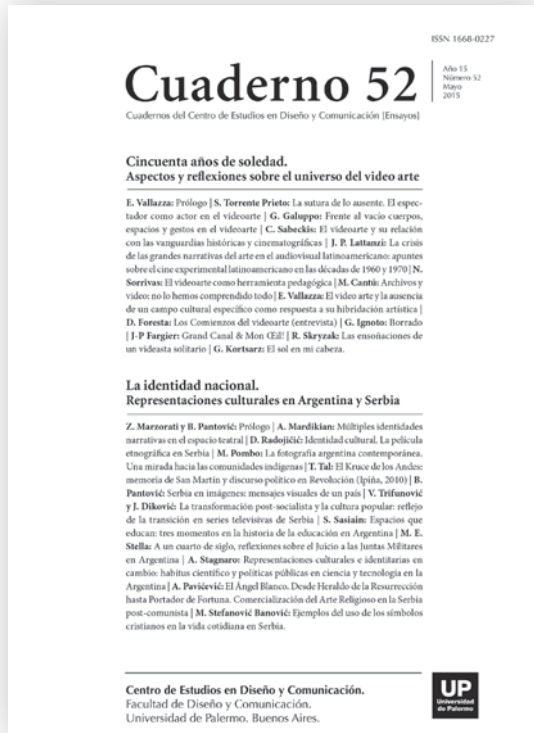 ISSN 1668-0227
Cuaderno 52
Año 15
Número 52
Mayo
2015
Cuadernos del Centro de Estudios en Diseño y Comunicación [Ensayos]
Cincuenta años de soledad.
Aspectos y reflexiones sobre el universo del video arte
E. Vallazza: Prólogo | S. Torrente Prieto: La sutura de lo ausente. El espec-
tador como actor en el videoarte | G. Galuppo: Frente al vacío cuerpos,
espacios y gestos en el videoarte | C. Sabeckis: El videoarte y su relación
con las vanguardias históricas y cinematográficas | J. P. Lattanzi: La crisis
de las grandes narrativas del arte en el audiovisual latinoamericano: apuntes
sobre el cine experimental latinoamericano en las décadas de 1960 y 1970 | N.
Sorrivas: El videoarte como herramienta pedagógica | M. Cantú: Archivos y
video: no lo hemos comprendido todo | E. Vallazza: El video arte y la ausencia
de un campo cultural específico como respuesta a su hibridación artística |
D. Foresta: Los Comienzos del videoarte (entrevista) | G. Ignoto: Borrado
| J-P Fargier: Grand Canal & Mon Œil! | R. Skryzak: Las ensoñaciones de
un videasta solitario | G. Kortsarz: El sol en mi cabeza.
La identidad nacional.
Representaciones culturales en Argentina y Serbia
Z. Marzorati y B. Pantović: Prólogo | A. Mardikian: Múltiples identidades
narrativas en el espacio teatral | D. Radojičić: Identidad cultural. La película
etnográfica en Serbia | M. Pombo: La fotografía argentina contemporánea.
Una mirada hacia las comunidades indígenas | T. Tal: El Kruce de los Andes:
memoria de San Martín y discurso político en Revolución (Ipiña, 2010) | B.
Pantović: Serbia en imágenes: mensajes visuales de un país | V. Trifunović
y J. Diković: La transformación post-socialista y la cultura popular: reflejo
de la transición en series televisivas de Serbia | S. Sasiain: Espacios que
educan: tres momentos en la historia de la educación en Argentina | M. E.
Stella: A un cuarto de siglo, reflexiones sobre el Juicio a las Juntas Militares
en Argentina | A. Stagnaro: Representaciones culturales e identitarias en
cambio: habitus científico y políticas públicas en ciencia y tecnología en la
Argentina | A. Pavićević: El Ángel Blanco. Desde Heraldo de la Resurrección
hasta Portador de Fortuna. Comercialización del Arte Religioso en la Serbia
post-comunista | M. Stefanović Banović: Ejemplos del uso de los símbolos
cristianos en la vida cotidiana en Serbia.
Centro de Estudios en Diseño y Comunicación.
Facultad de Diseño y Comunicación.
Universidad de Palermo. Buenos Aires.
UP
Universidad
de Palermo